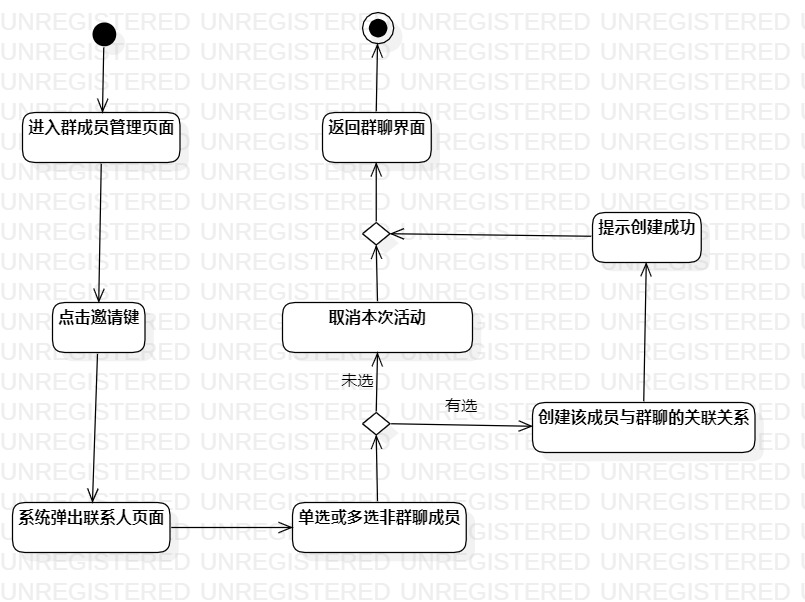 进入群成员管理页面
点击邀请键
系统弹出联系人页面
单选或多选非群聊成员
未选
有选
取消本次活动
创建该成员与群聊的关联关系
提示创建成功
返回群聊界面
UNREGISTERED UNREGISTERED UNREGISTERED UNREGISTERED